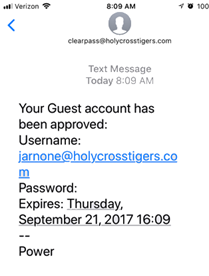 Verizon 8:09 AM 100
clearpass@holycrosstigers.com
Text Message
Today 8:09 AM
Your Guest account has
been approved:
Username:
jarnone@holycrosstigers.co
m
Password:
Expires: Thursday,
September 21, 2017 16:09
--
Power